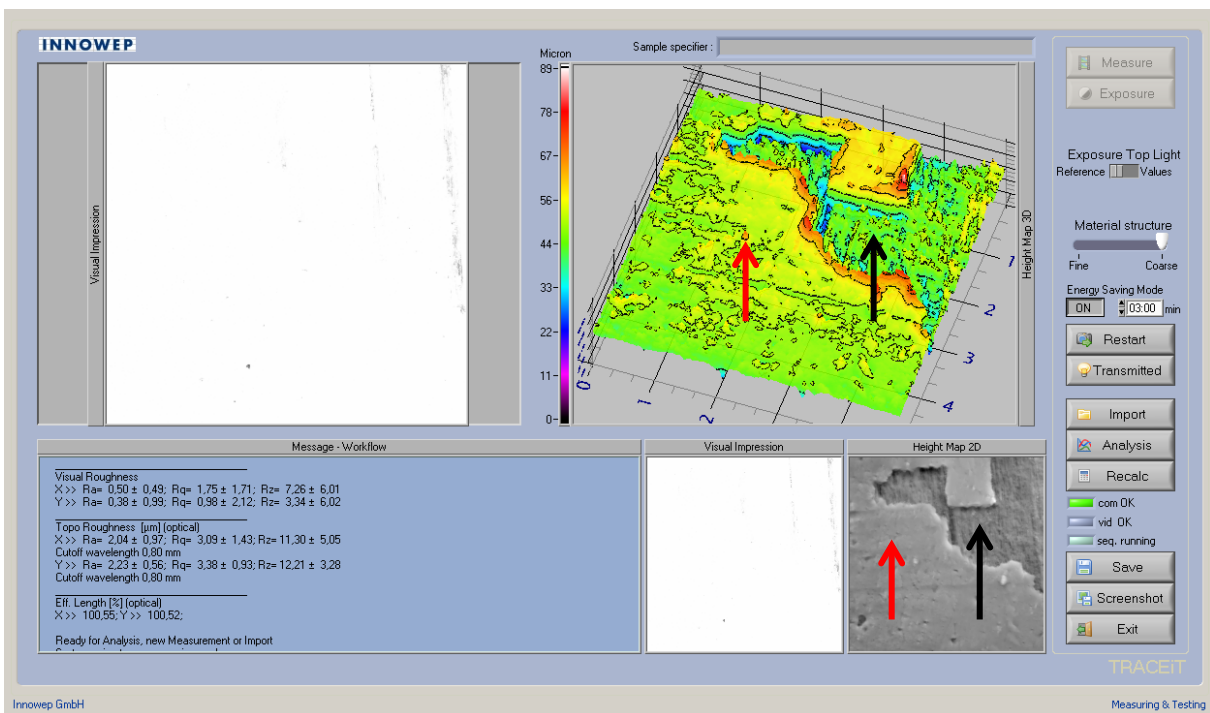 INNOWEP
Sample specifier :
Micron
89
78
67
56
44
33
22
11
0
Visual Impression
Height Map 3D
0
1
2
1
2
3
4
Measure
Exposure
Exposure Top Light
Reference Values
Material structure
Fine Coarse
Energy Saving Mode
ON 03:00 min
Restart
Transmitted
Import
Analysis
Recalc
com OK
vid OK
seq. running
Save
Screenshot
Exit
TRACEiT
Message - Workflow
Visual Roughness
X >> Ra= 0,50 ± 0,49; Rq= 1,75 ± 1,71; Rz= 7,26 ± 6,01
Y >> Ra= 0,38 ± 0,99; Rq= 0,98 ± 2,12; Rz= 3,34 ± 6,02
Topo Roughness [µm] (optical)
X >> Ra= 2,04 ± 0,97; Rq= 3,09 ± 1,43; Rz= 11,30 ± 5,05
Cutoff wavelength 0,80 mm
Y >> Ra= 2,23 ± 0,56; Rq= 3,38 ± 0,93; Rz= 12,21 ± 3,28
Cutoff wavelength 0,80 mm
Eff. Length [%] (optical)
X >> 100,55; Y >> 100,52;
Ready for Analysis, new Measurement or Import
Visual Impression
Height Map 2D
Innowep GmbH
Measuring & Testing